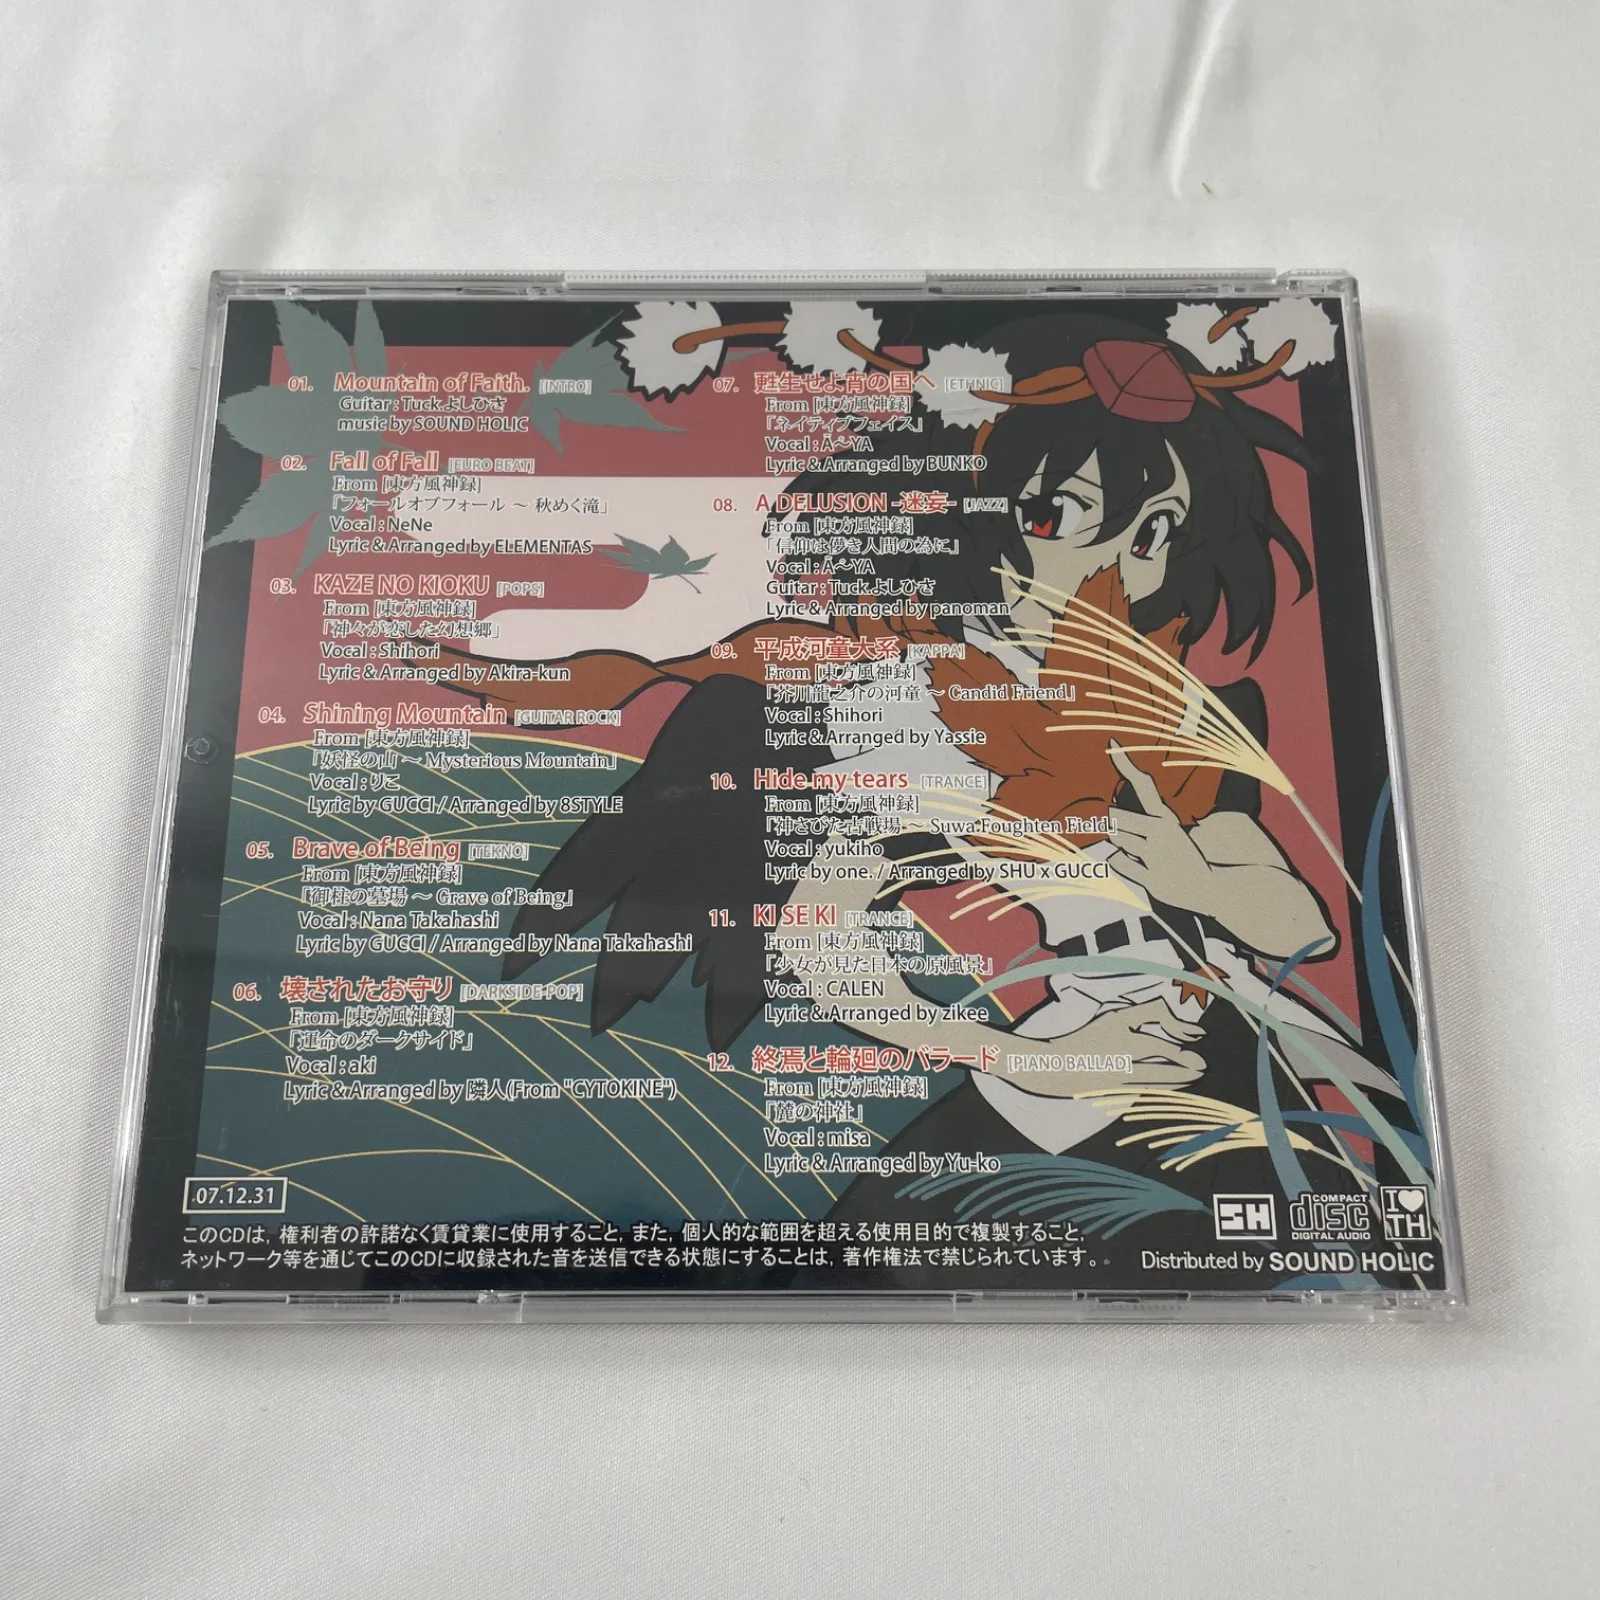 01. Mountain of Faith. [INTRO]
Guitar : Tuckよしひさ
music by SOUND HOLIC
02. Fall of Fall [EURO BEAT]
From [東方風神録]
「フォールオブフォール ～ 秋めく滝」
Vocal : NeNe
Lyric & Arranged by ELEMENTAS
03. KAZE NO KIOKU [POPS]
From [東方風神録]
「神々が恋した幻想郷」
Vocal : Shihori
Lyric & Arranged by Akira-kun
04. Shining Mountain [GUITAR ROCK]
From [東方風神録]
「妖怪の山 ～ Mysterious Mountain」
Vocal : りこ
Lyric by GUCCI / Arranged by 8STYLE
05. Brave of Being [TEKNO]
From [東方風神録]
「御柱の墓場 ～ Grave of Being」
Vocal : Nana Takahashi
Lyric by GUCCI / Arranged by Nana Takahashi
06. 壊されたお守り [DARKSIDE-POP]
From [東方風神録]
「運命のダークサイド」
Vocal : aki
Lyric & Arranged by 隣人(From "CYTOKINE")
07. 甦生せよ宵の国へ [ETHNIC]
From [東方風神録]
「ネイティブフェイス」
Vocal : Ā～YA
Lyric & Arranged by BUNKO
08. A DELUSION -迷妄- [JAZZ]
From [東方風神録]
「信仰は儚き人間の為に」
Vocal : Ā～YA
Guitar : Tuckよしひさ
Lyric & Arranged by panoman
09. 平成河童大系 [KAPPA]
From [東方風神録]
「芥川龍之介の河童 ～ Candid Friend」
Vocal : Shihori
Lyric & Arranged by Yassie
10. Hide my tears [TRANCE]
From [東方風神録]
「神さびた古戦場 ～ Suwa Foughten Field」
Vocal : yukiho
Lyric by one. / Arranged by SHU x GUCCI
11. KI SE KI [TRANCE]
From [東方風神録]
「少女が見た日本の原風景」
Vocal : CALEN
Lyric & Arranged by zikee
12. 終焉と輪廻のバラード [PIANO BALLAD]
From [東方風神録]
「麓の神社」
Vocal : misa
Lyric & Arranged by Yu-ko
07.12.31
このCDは, 権利者の許諾なく賃貸業に使用すること, また, 個人的な範囲を超える使用目的で複製すること,
ネットワーク等を通じてこのCDに収録された音を送信できる状態にすることは, 著作権法で禁じられています。
SH
COMPACT
disc
DIGITAL AUDIO
I♥
TH
Distributed by SOUND HOLIC